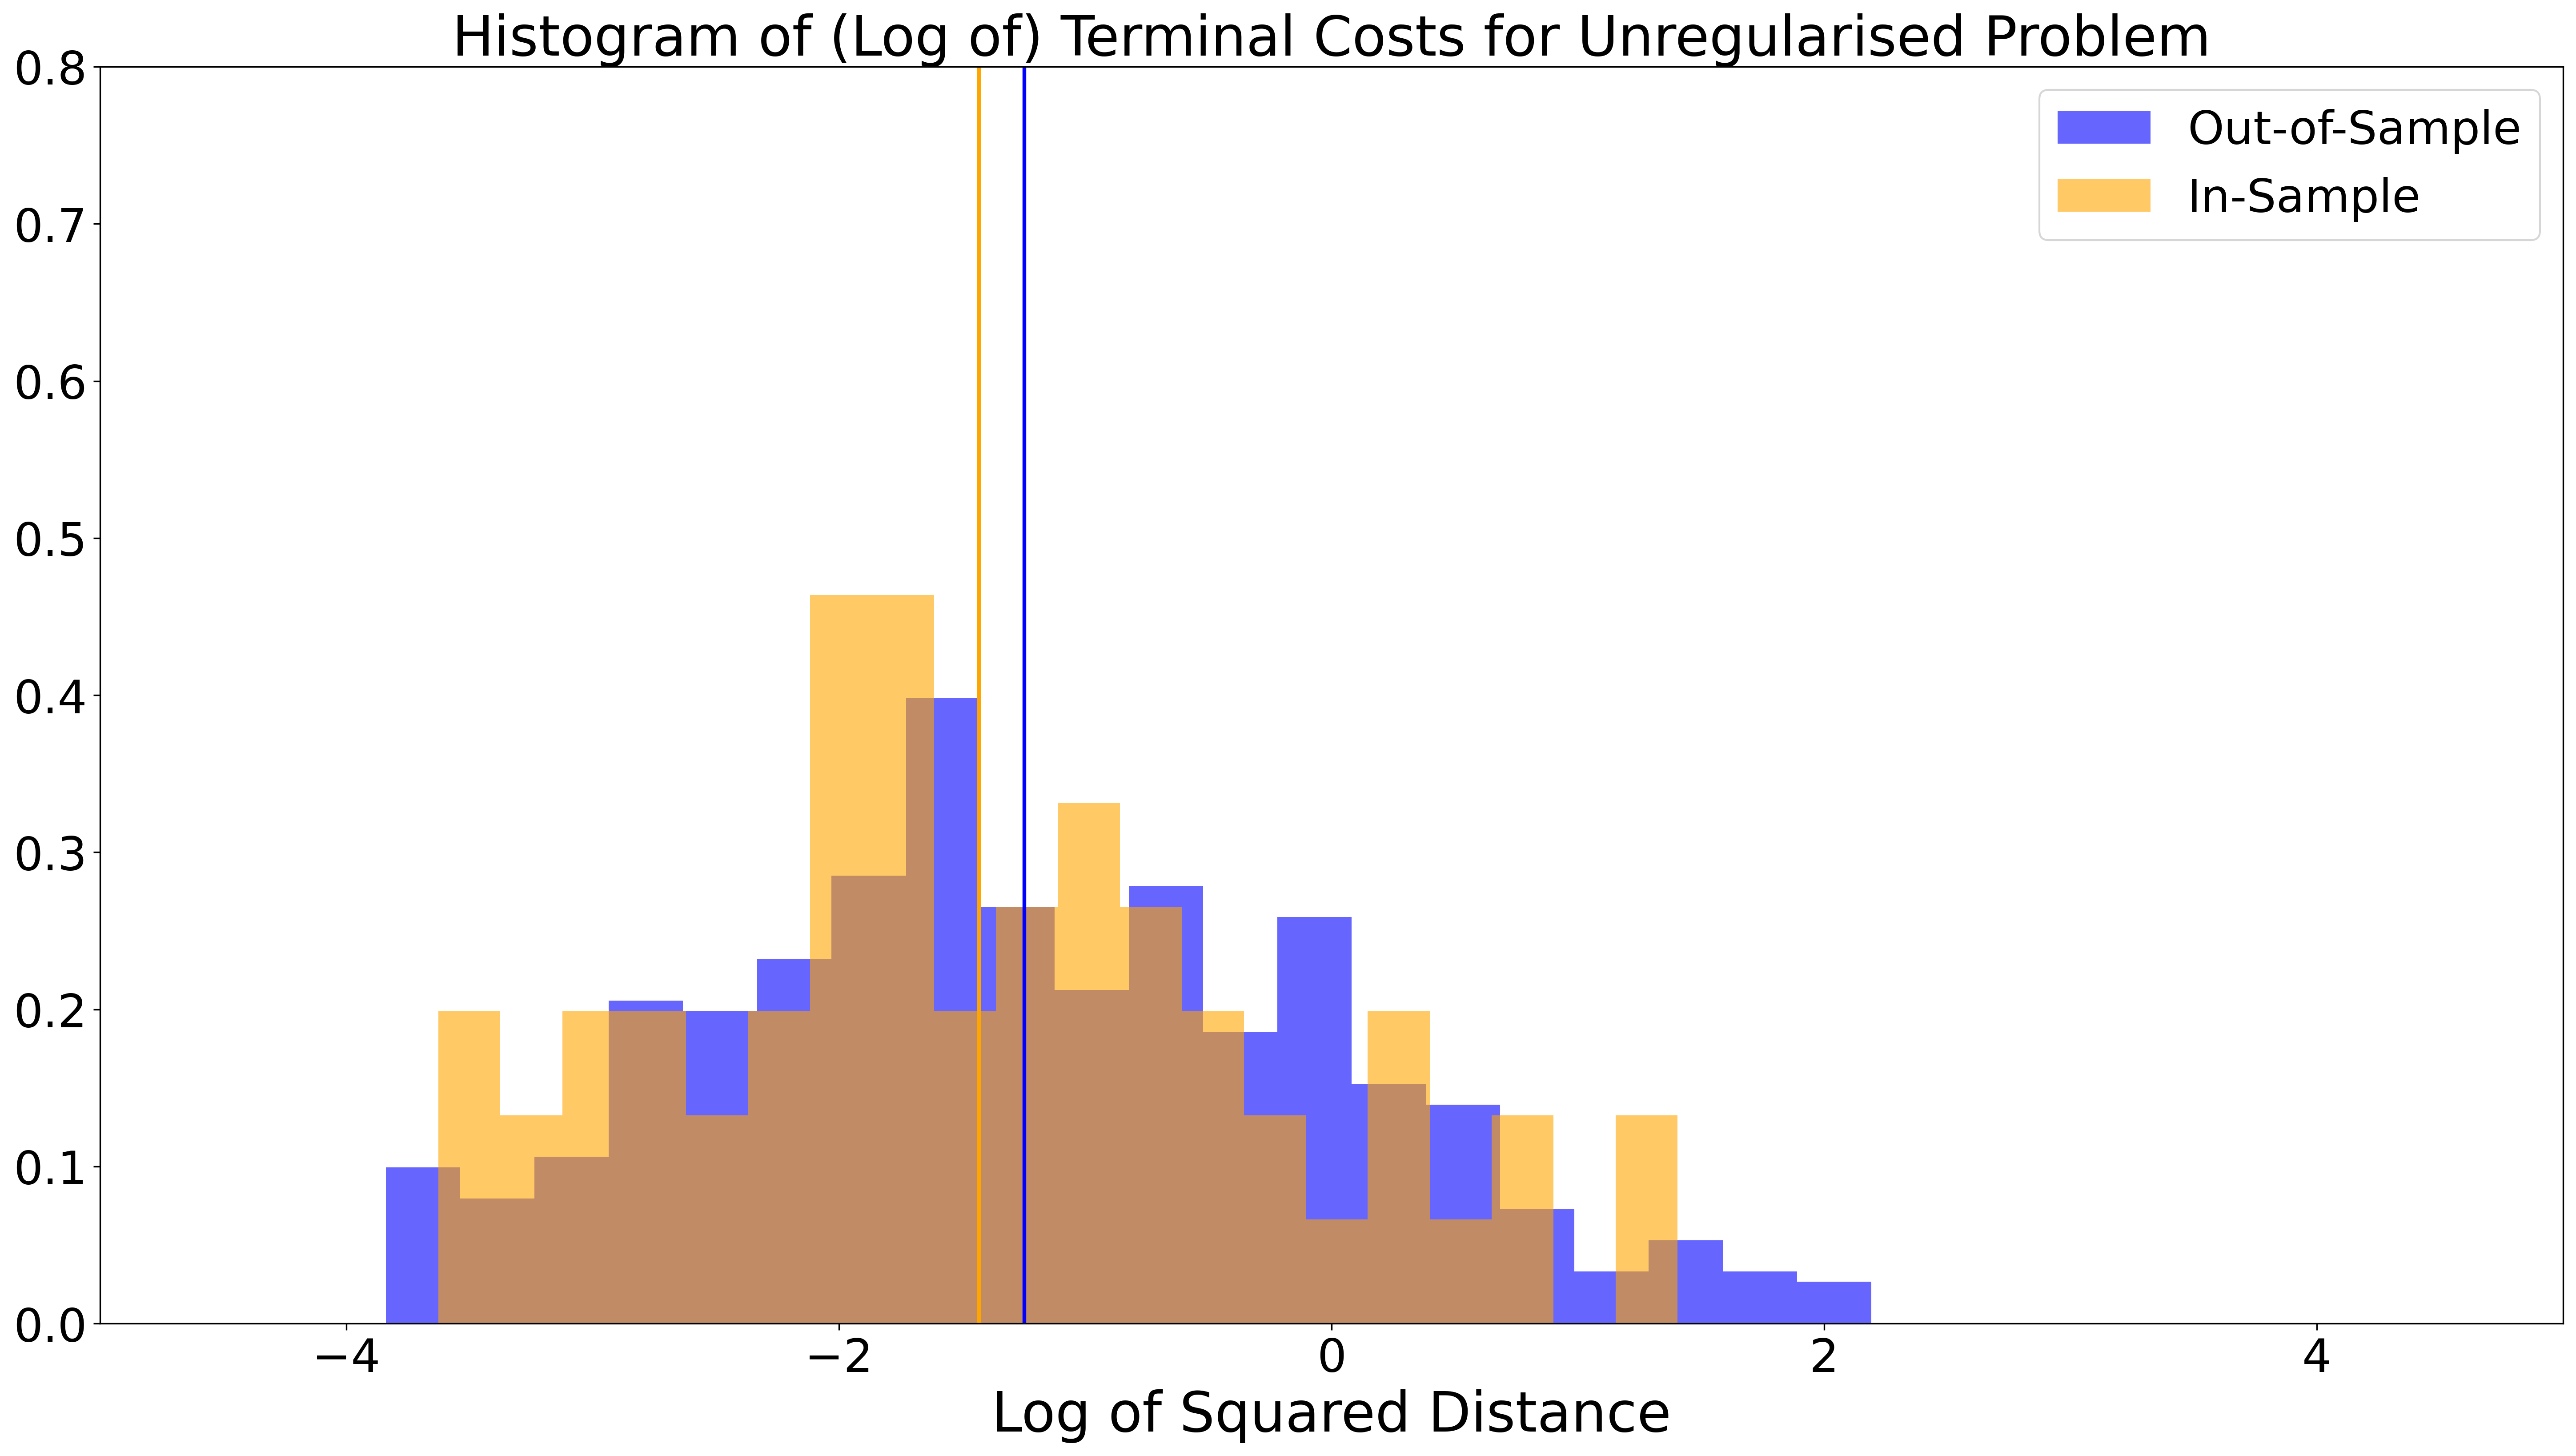 Histogram of (Log of) Terminal Costs for Unregularised Problem
0.8
0.7
0.6
0.5
0.4
0.3
0.2
0.1
0.0
Out-of-Sample
In-Sample
−4 −2 0 2 4
Log of Squared Distance